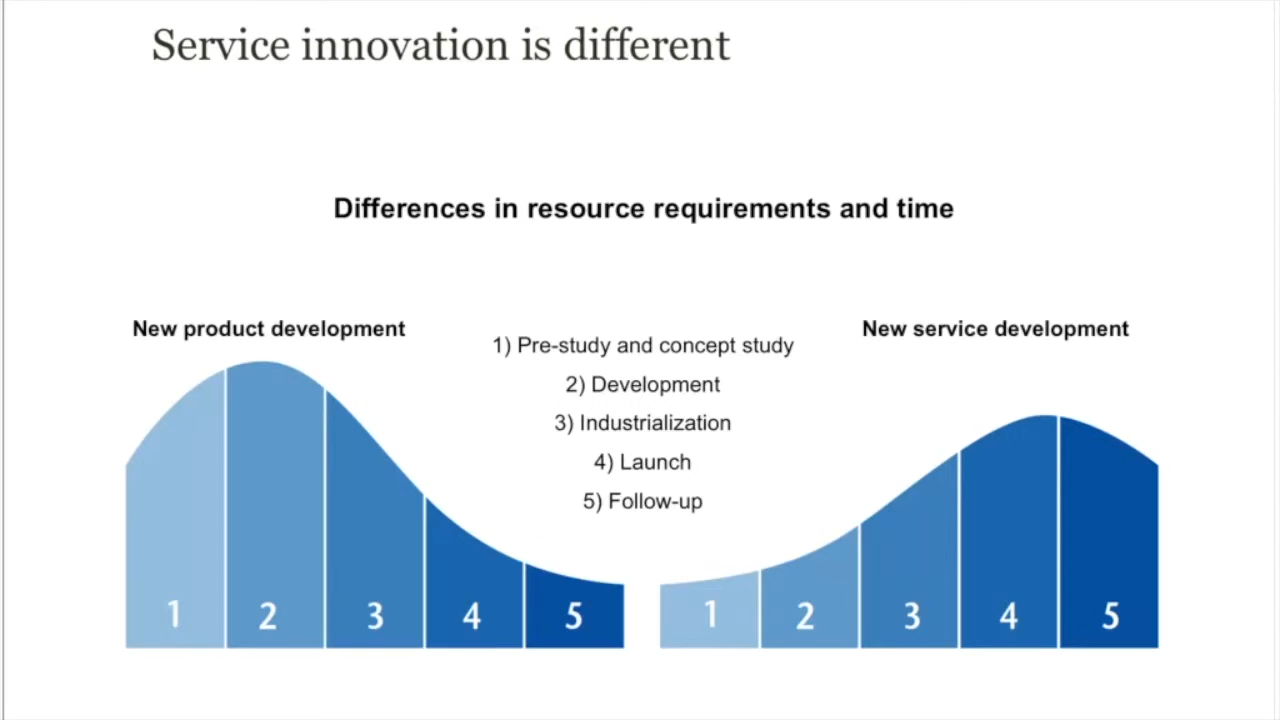 Service innovation is different
Differences in resource requirements and time
New product development
1) Pre-study and concept study
2) Development
3) Industrialization
4) Launch
5) Follow-up
New service development
1 2 3 4 5
1 2 3 4 5